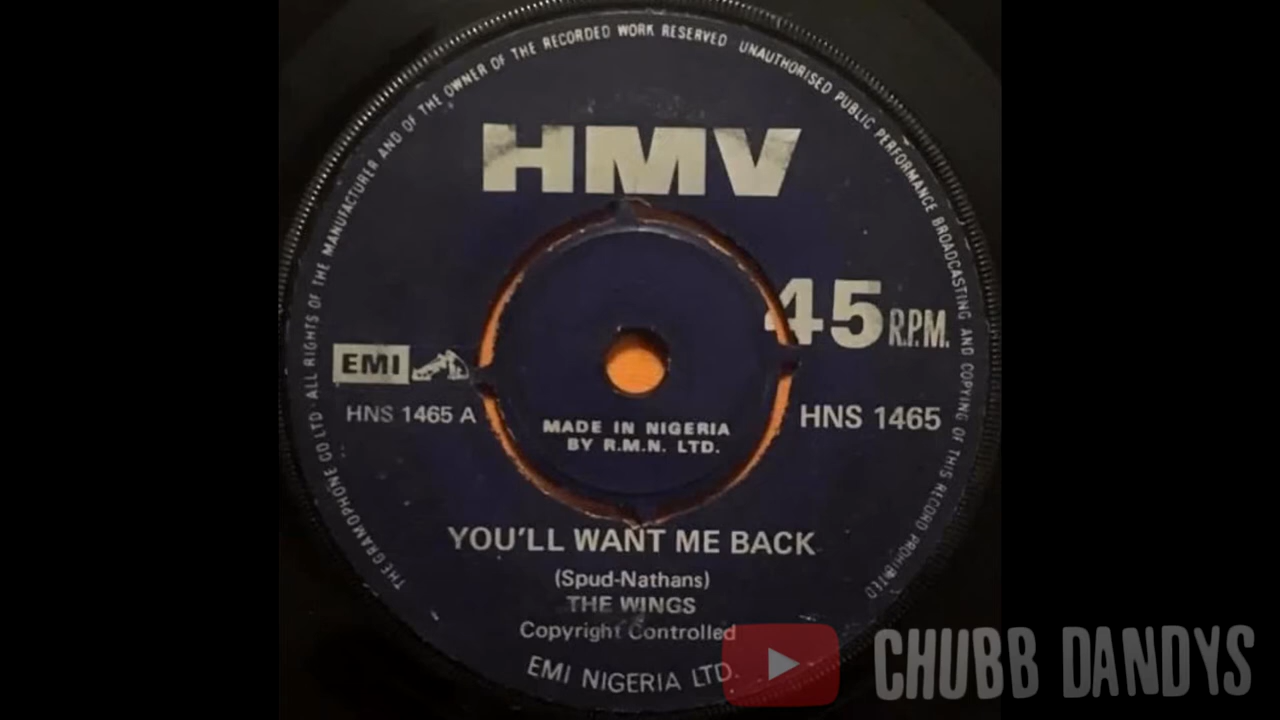 THE GRAMOPHONE CO LTD · ALL RIGHTS OF THE MANUFACTURER AND OF THE OWNER OF THE RECORDED WORK RESERVED UNAUTHORISED PUBLIC PERFORMANCE BROADCASTING AND COPYING OF THIS RECORD PROHIBITED
HMV
45 R.P.M.
EMI
HNS 1465 A
HNS 1465
MADE IN NIGERIA
BY R.M.N. LTD.
YOU'LL WANT ME BACK
(Spud-Nathans)
THE WINGS
Copyright Controlled
EMI NIGERIA LTD.
CHUBB DANDYS